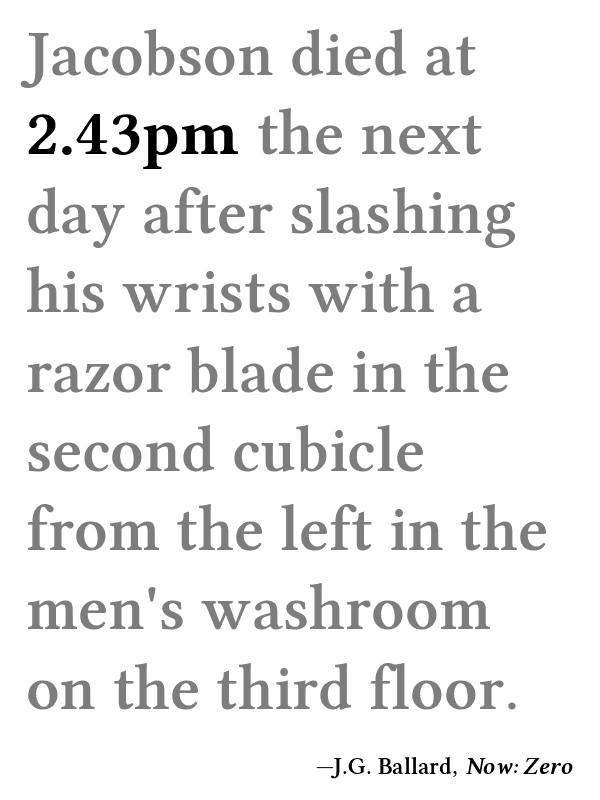 Jacobson died at
2.43pm the next
day after slashing
his wrists with a
razor blade in the
second cubicle
from the left in the
men's washroom
on the third floor.
—J.G. Ballard, Now: Zero